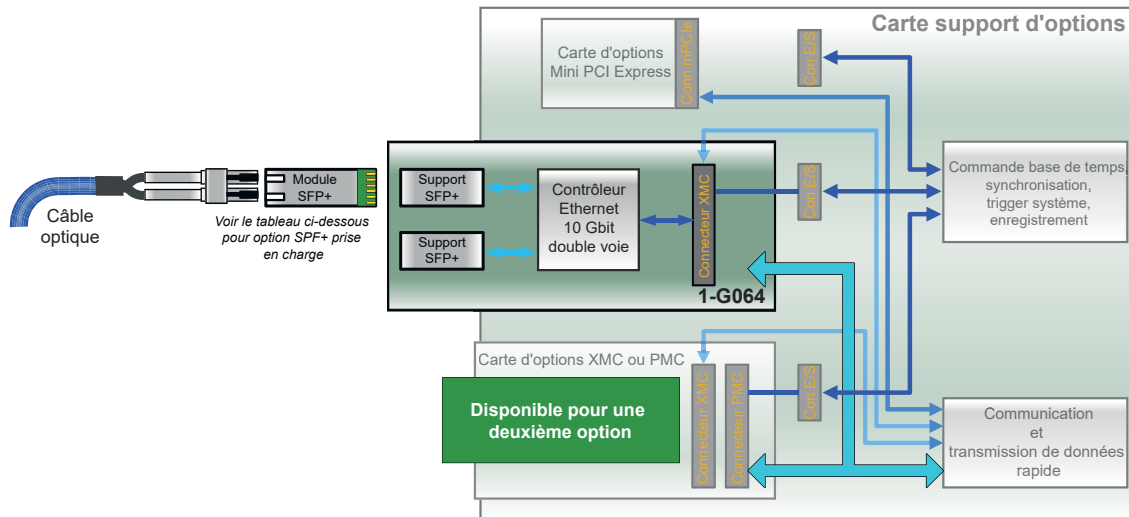 Carte support d'options
Carte d'options
Mini PCI Express
Conn mPCIe
Con E/S
Câble
optique
Module
SFP+
Voir le tableau ci-dessous
pour option SPF+ prise
en charge
Support
SFP+
Support
SFP+
Contrôleur
Ethernet
10 Gbit
double voie
Connecteur XMC
1-G064
Con E/S
Commande base de temps,
synchronisation,
trigger système,
enregistrement
Carte d'options XMC ou PMC
Disponible pour une
deuxième option
Connecteur XMC
Connecteur PMC
Con E/S
Communication
et
transmission de données
rapide